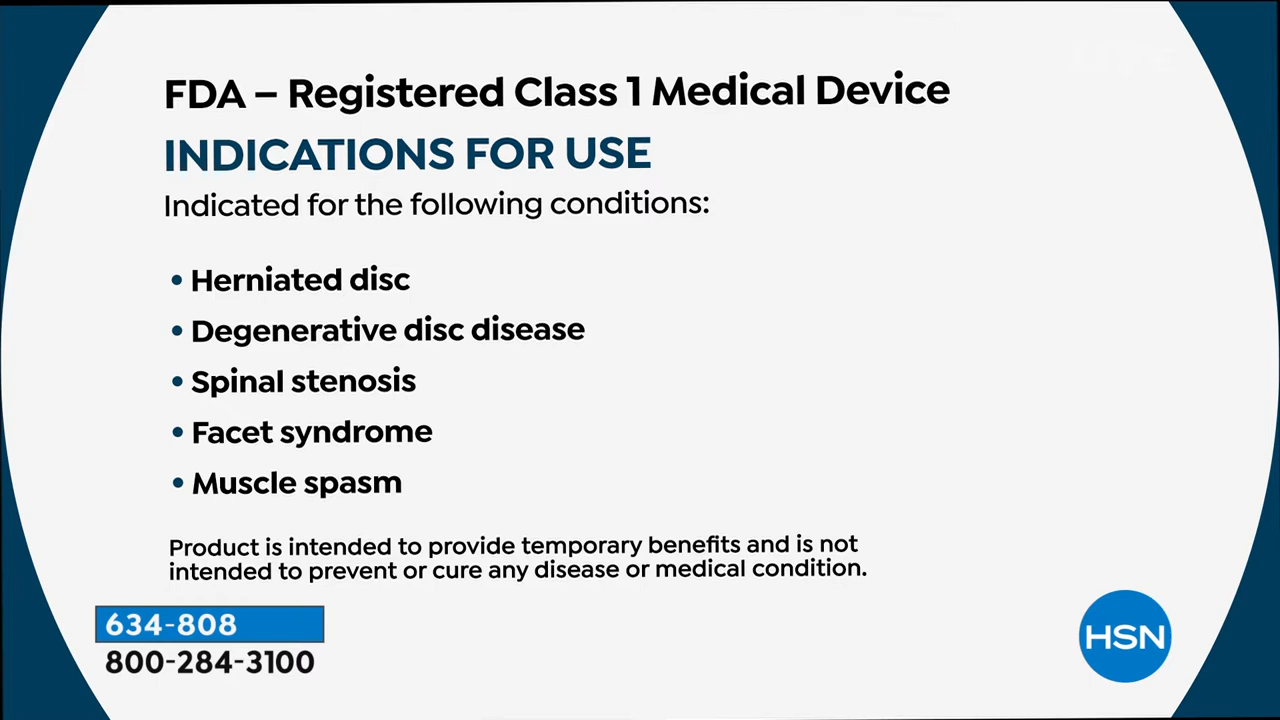 FDA – Registered Class 1 Medical Device
INDICATIONS FOR USE
Indicated for the following conditions:
• Herniated disc
• Degenerative disc disease
• Spinal stenosis
• Facet syndrome
• Muscle spasm
Product is intended to provide temporary benefits and is not
intended to prevent or cure any disease or medical condition.
634-808
800-284-3100
HSN